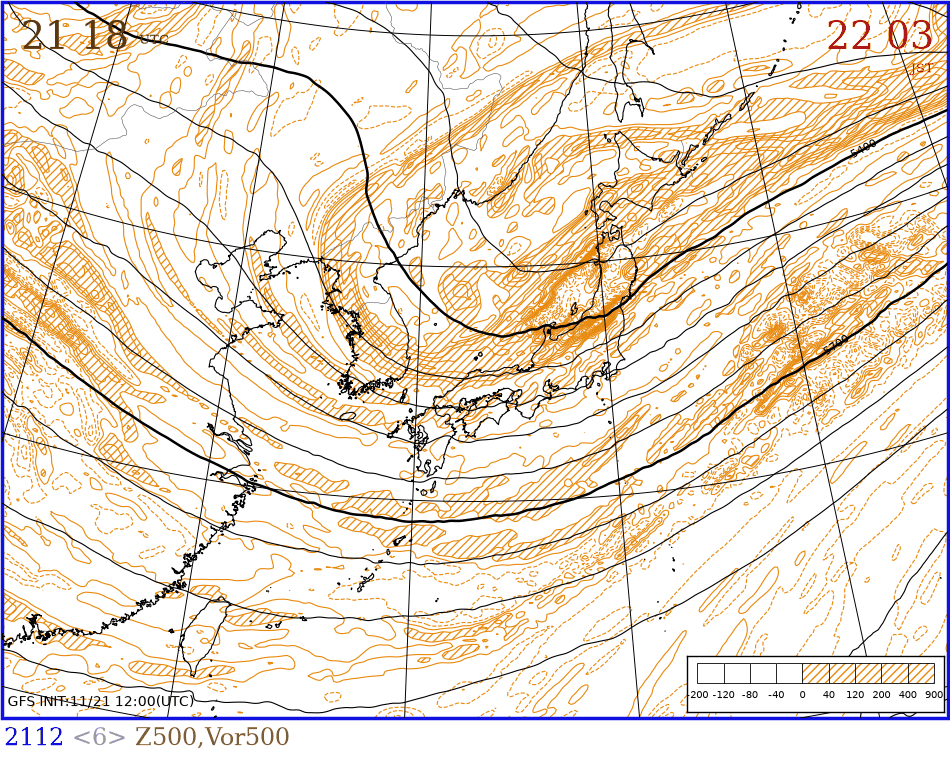 21 18 UTC
22 03
JST
5400
5700
GFS INIT:11/21 12:00(UTC)
-200 -120 -80 -40 0 40 120 200 400 900
2112 <6> Z500,Vor500